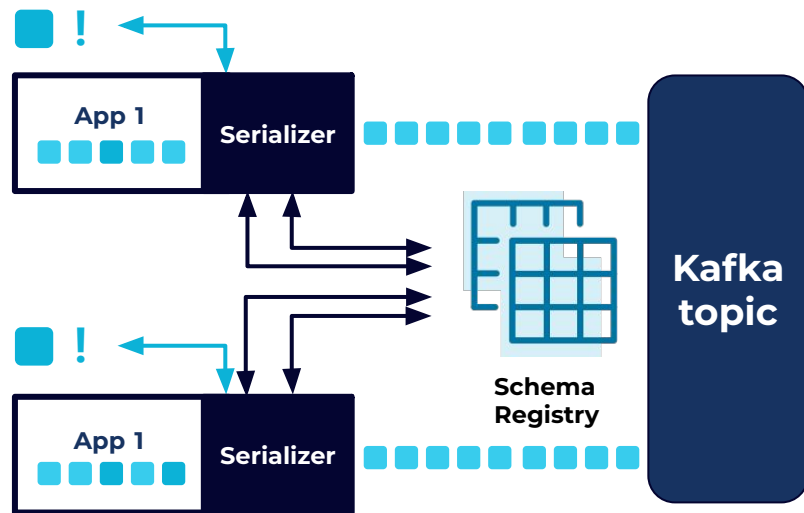 !
App 1
Serializer
Kafka
topic
!
Schema
Registry
App 1
Serializer